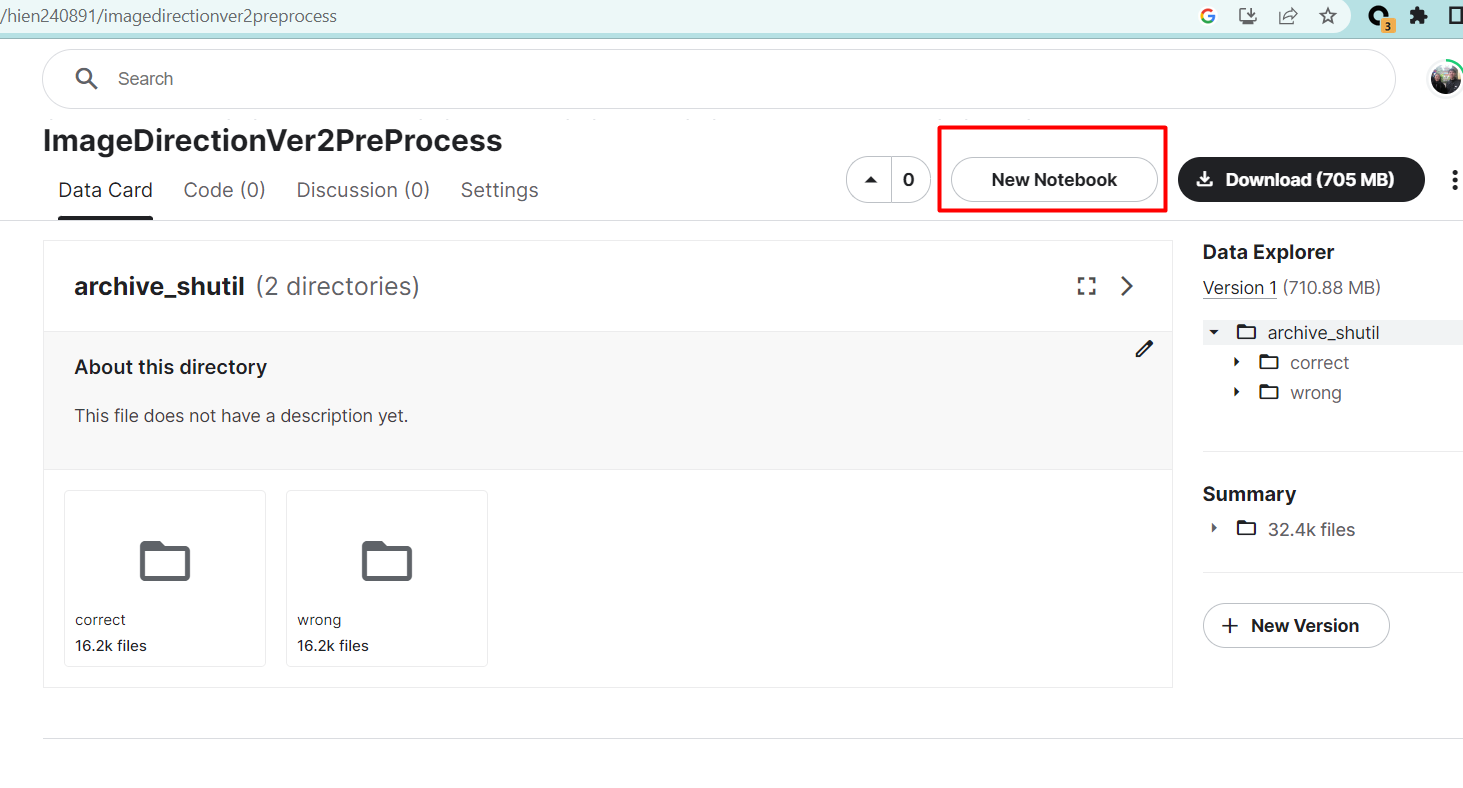 /hien240891/imagedirectionver2preprocess
3
Search
ImageDirectionVer2PreProcess
0
New Notebook
Download (705 MB)
Data Card
Code (0)
Discussion (0)
Settings
archive_shutil (2 directories)
About this directory
This file does not have a description yet.
correct
16.2k files
wrong
16.2k files
Data Explorer
Version 1 (710.88 MB)
archive_shutil
correct
wrong
Summary
32.4k files
New Version